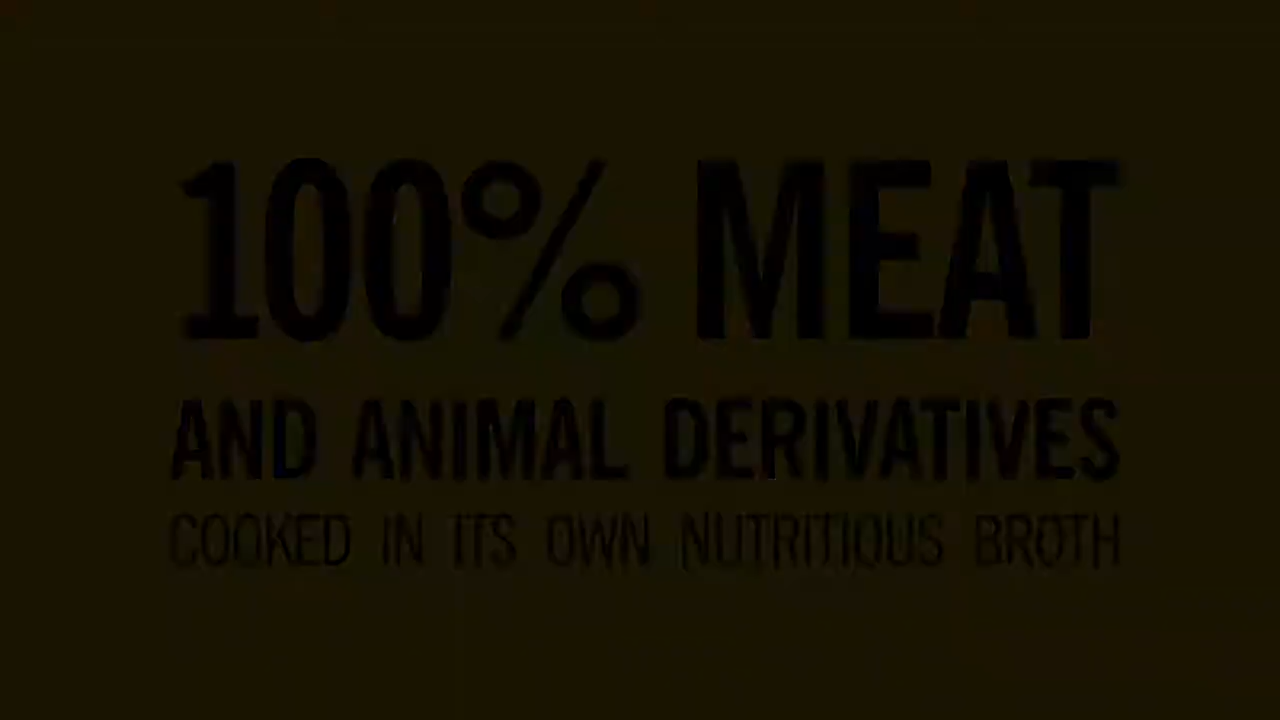 100% MEAT
AND ANIMAL DERIVATIVES
COOKED IN ITS OWN NUTRITIOUS BROTH